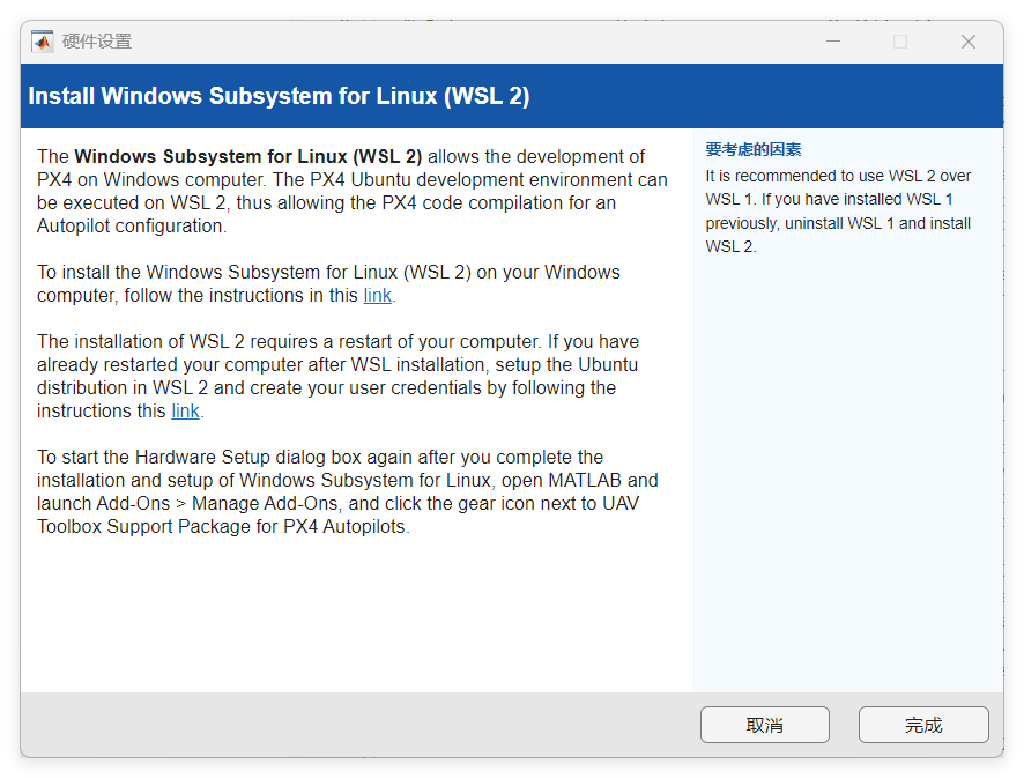 硬件设置
Install Windows Subsystem for Linux (WSL 2)
The Windows Subsystem for Linux (WSL 2) allows the development of
PX4 on Windows computer. The PX4 Ubuntu development environment can
be executed on WSL 2, thus allowing the PX4 code compilation for an
Autopilot configuration.
To install the Windows Subsystem for Linux (WSL 2) on your Windows
computer, follow the instructions in this link.
The installation of WSL 2 requires a restart of your computer. If you have
already restarted your computer after WSL installation, setup the Ubuntu
distribution in WSL 2 and create your user credentials by following the
instructions this link.
To start the Hardware Setup dialog box again after you complete the
installation and setup of Windows Subsystem for Linux, open MATLAB and
launch Add-Ons > Manage Add-Ons, and click the gear icon next to UAV
Toolbox Support Package for PX4 Autopilots.
要考虑的因素
It is recommended to use WSL 2 over
WSL 1. If you have installed WSL 1
previously, uninstall WSL 1 and install
WSL 2.
取消
完成